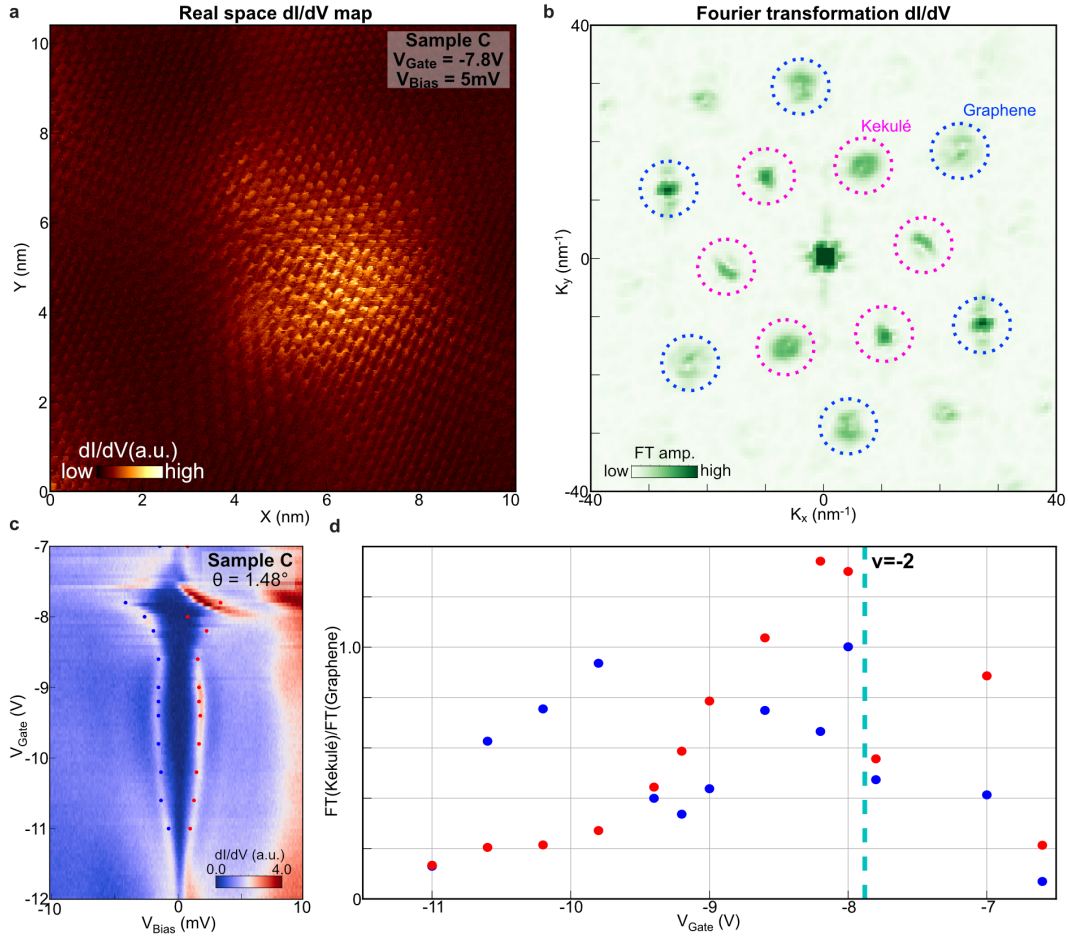 a
Real space dI/dV map
Sample C
V_Gate = -7.8V
V_Bias = 5mV
10
8
6
4
2
0
Y (nm)
dI/dV(a.u.)
low high
0 2 4 6 8 10
X (nm)
b
Fourier transformation dI/dV
40
20
0
-20
-40
K_y (nm⁻¹)
Kekulé
Graphene
FT amp.
low high
-40 0 40
K_x (nm⁻¹)
c
-7
-8
-9
-10
-11
-12
V_Gate (V)
Sample C
θ = 1.48°
dI/dV (a.u.)
0.0 4.0
-10 0 10
V_Bias (mV)
d
FT(Kekulé)/FT(Graphene)
1.0
0
ν=-2
-11 -10 -9 -8 -7
V_Gate (V)